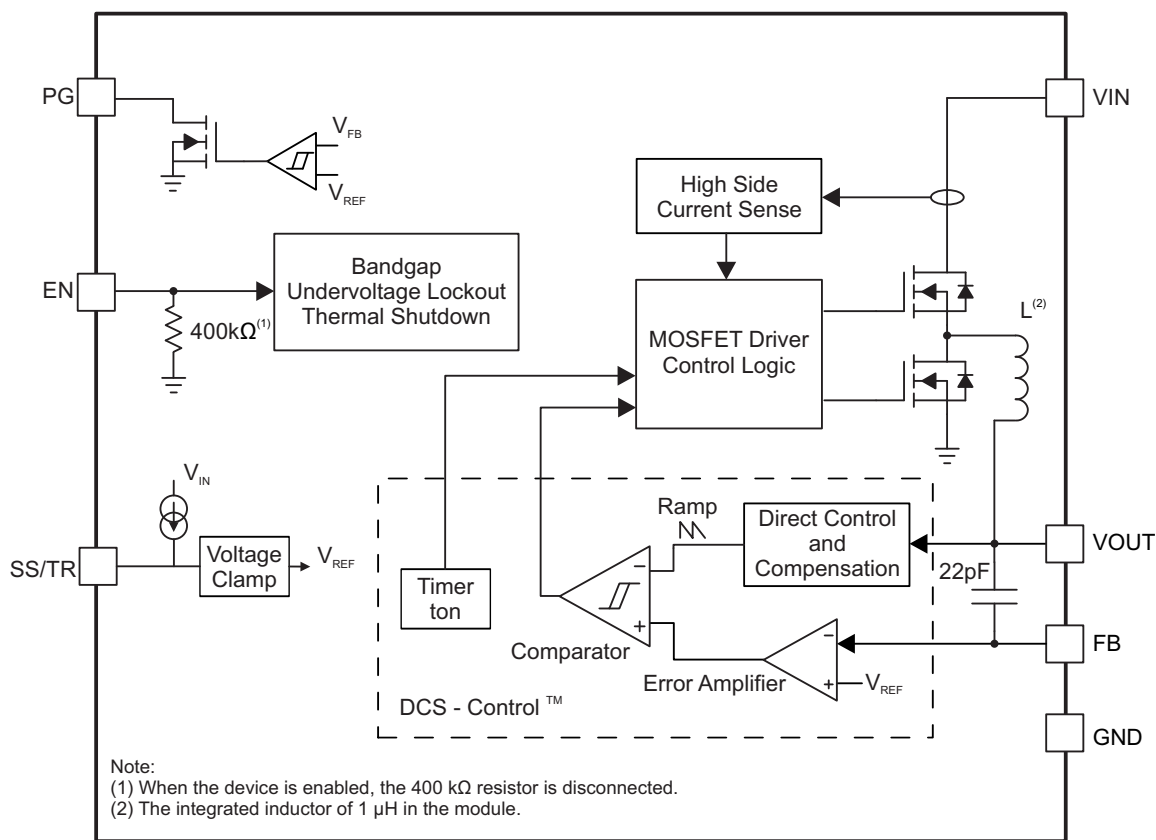 PG
VIN
V_FB
V_REF
High Side
Current Sense
EN
Bandgap
Undervoltage Lockout
Thermal Shutdown
400kΩ(1)
MOSFET Driver
Control Logic
L(2)
V_IN
SS/TR
Voltage
Clamp
V_REF
Ramp
Direct Control
and
Compensation
VOUT
22pF
Timer
ton
−
+
Comparator
−
+
V_REF
Error Amplifier
FB
DCS - Control TM
GND
Note:
(1) When the device is enabled, the 400 kΩ resistor is disconnected.
(2) The integrated inductor of 1 μH in the module.